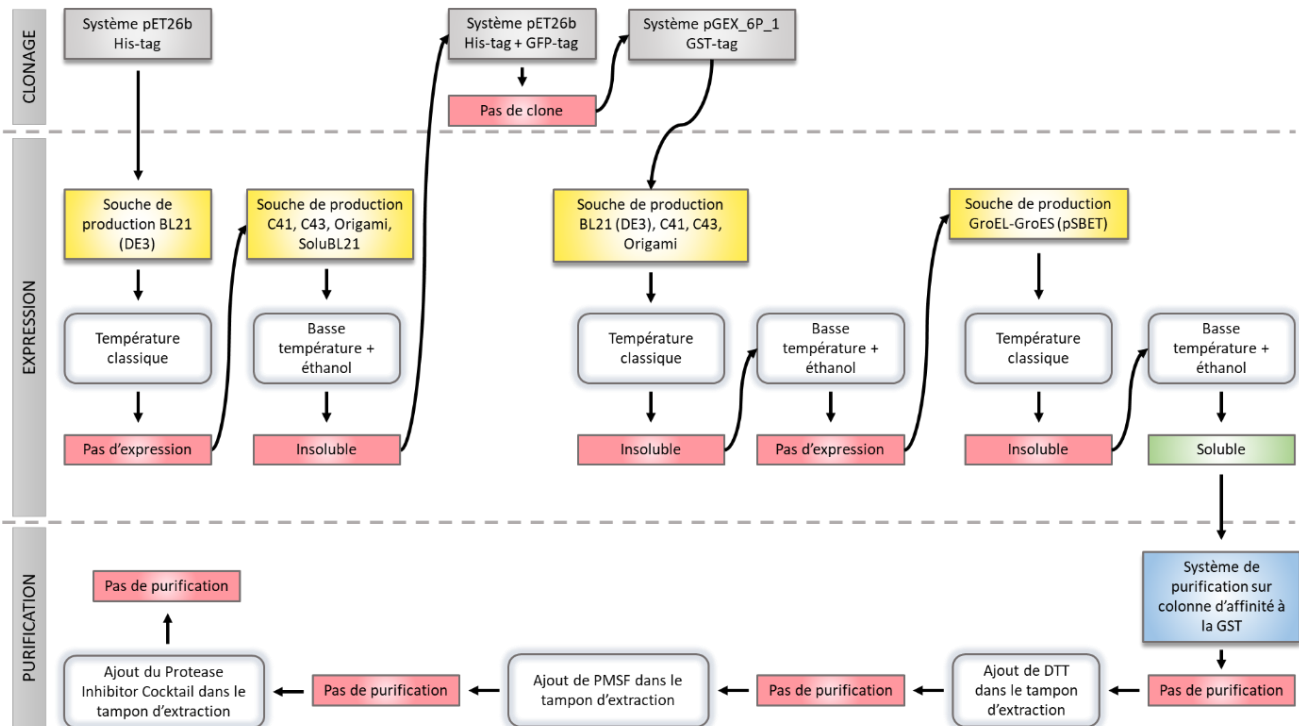 CLONAGE
Système pET26b
His-tag
Système pET26b
His-tag + GFP-tag
Système pGEX_6P_1
GST-tag
Pas de clone
EXPRESSION
Souche de
production BL21
(DE3)
Souche de production
C41, C43, Origami,
SoluBL21
Souche de production
BL21 (DE3), C41, C43,
Origami
Souche de production
GroEL-GroES (pSBET)
Température
classique
Basse
température +
éthanol
Température
classique
Basse
température +
éthanol
Température
classique
Basse
température +
éthanol
Pas d’expression
Insoluble
Insoluble
Pas d’expression
Insoluble
Soluble
PURIFICATION
Système de
purification sur
colonne d’affinité à
la GST
Pas de purification
Ajout de DTT
dans le tampon
d’extraction
Pas de purification
Ajout de PMSF dans le
tampon d’extraction
Pas de purification
Ajout du Protease
Inhibitor Cocktail dans le
tampon d’extraction
Pas de purification